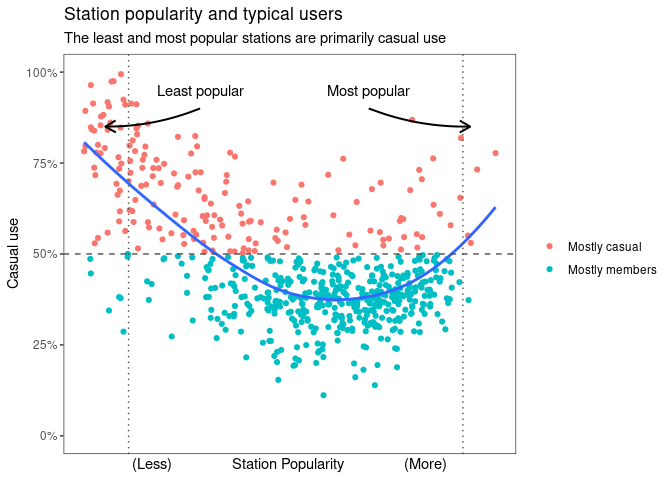 Station popularity and typical users
The least and most popular stations are primarily casual use
100%
Least popular
Most popular
75%
Casual use
50%
Mostly casual
Mostly members
25%
0%
(Less)
Station Popularity
(More)